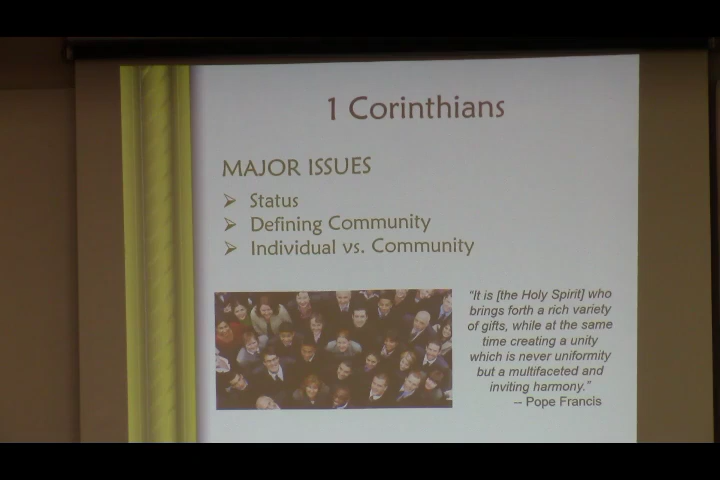 1 Corinthians
MAJOR ISSUES
➢ Status
➢ Defining Community
➢ Individual vs. Community
“It is [the Holy Spirit] who
brings forth a rich variety
of gifts, while at the same
time creating a unity
which is never uniformity
but a multifaceted and
inviting harmony.”
-- Pope Francis